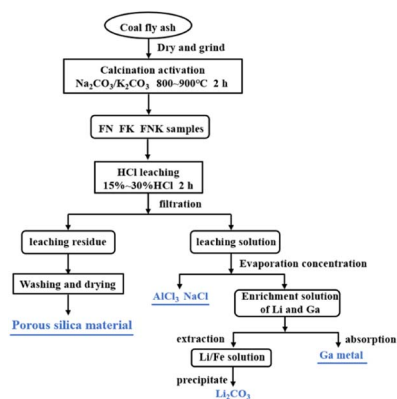 Coal fly ash
Dry and grind
Calcination activation
Na₂CO₃/K₂CO₃ 800~900°C 2 h
FN FK FNK samples
HCl leaching
15%~30%HCl 2 h
filtration
leaching residue
leaching solution
Evaporation concentration
Washing and drying
AlCl₃ NaCl
Enrichment solution
of Li and Ga
Porous silica material
extraction
absorption
Li/Fe solution
Ga metal
precipitate
Li₂CO₃